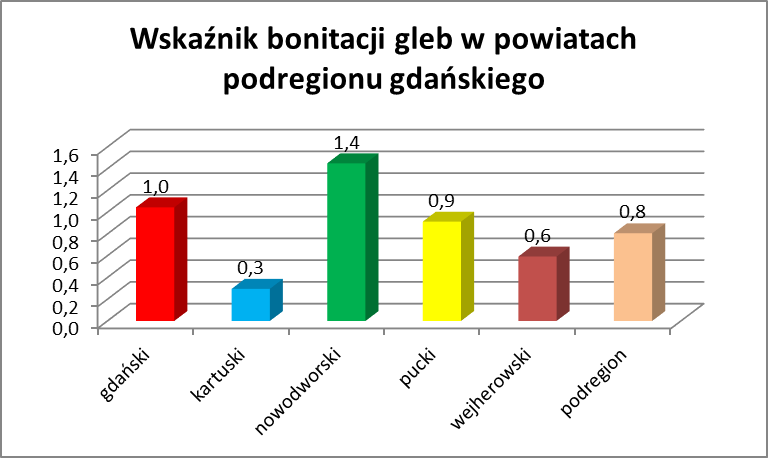 Wskaźnik bonitacji gleb w powiatach
podregionu gdańskiego
1,6
1,4
1,2
1,0
0,8
0,6
0,4
0,2
0,0
1,0
0,3
1,4
0,9
0,6
0,8
gdański
kartuski
nowodworski
pucki
wejherowski
podregion